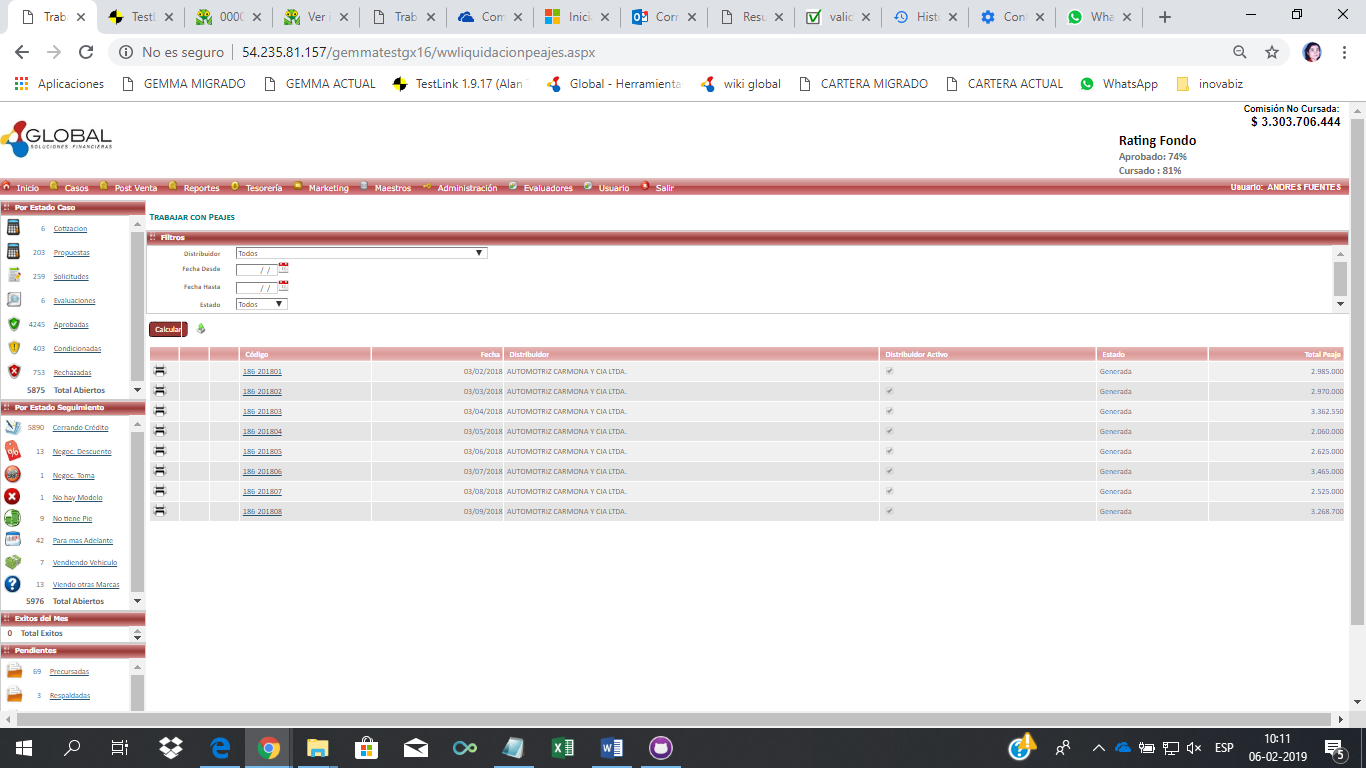 Trab
TestL
0000
Ver i
Trab
Com
Inicia
Corr
Resu
valid
Hist
Cont
Wha
No es seguro | 54.235.81.157/gemmatestgx16/wwliquidacionpeajes.aspx
Aplicaciones GEMMA MIGRADO GEMMA ACTUAL TestLink 1.9.17 (Alan Global - Herramienta wiki global CARTERA MIGRADO CARTERA ACTUAL WhatsApp inovabiz
GLOBAL
SOLUCIONES FINANCIERAS
Comisión No Cursada:
$ 3.303.706.444
Rating Fondo
Aprobado: 74%
Cursado : 81%
Inicio Casos Post Venta Reportes Tesorería Marketing Maestros Administración Evaluadores Usuario Salir Usuario: ANDRES FUENTES
Por Estado Caso
6 Cotizacion
203 Propuestas
259 Solicitudes
6 Evaluaciones
4245 Aprobadas
403 Condicionadas
753 Rechazadas
5875 Total Abiertos
Por Estado Seguimiento
5890 Cerrando Crédito
13 Negoc. Descuento
1 Negoc. Toma
1 No hay Modelo
9 No tiene Pie
42 Para mas Adelante
7 Vendiendo Vehiculo
13 Viendo otras Marcas
5976 Total Abiertos
Exitos del Mes
0 Total Exitos
Pendientes
69 Precursadas
3 Respaldadas
TRABAJAR CON PEAJES
Filtros
Distribuidor Todos
Fecha Desde / /
Fecha Hasta / /
Estado Todos
Calcular
Código Fecha Distribuidor Distribuidor Activo Estado Total Peaje
186-201801 03/02/2018 AUTOMOTRIZ CARMONA Y CIA LTDA. Generada 2.985.000
186-201802 03/03/2018 AUTOMOTRIZ CARMONA Y CIA LTDA. Generada 2.970.000
186-201803 03/04/2018 AUTOMOTRIZ CARMONA Y CIA LTDA. Generada 3.362.550
186-201804 03/05/2018 AUTOMOTRIZ CARMONA Y CIA LTDA. Generada 2.060.000
186-201805 03/06/2018 AUTOMOTRIZ CARMONA Y CIA LTDA. Generada 2.625.000
186-201806 03/07/2018 AUTOMOTRIZ CARMONA Y CIA LTDA. Generada 3.465.000
186-201807 03/08/2018 AUTOMOTRIZ CARMONA Y CIA LTDA. Generada 2.525.000
186-201808 03/09/2018 AUTOMOTRIZ CARMONA Y CIA LTDA. Generada 3.268.700
ESP
10:11
06-02-2019
5